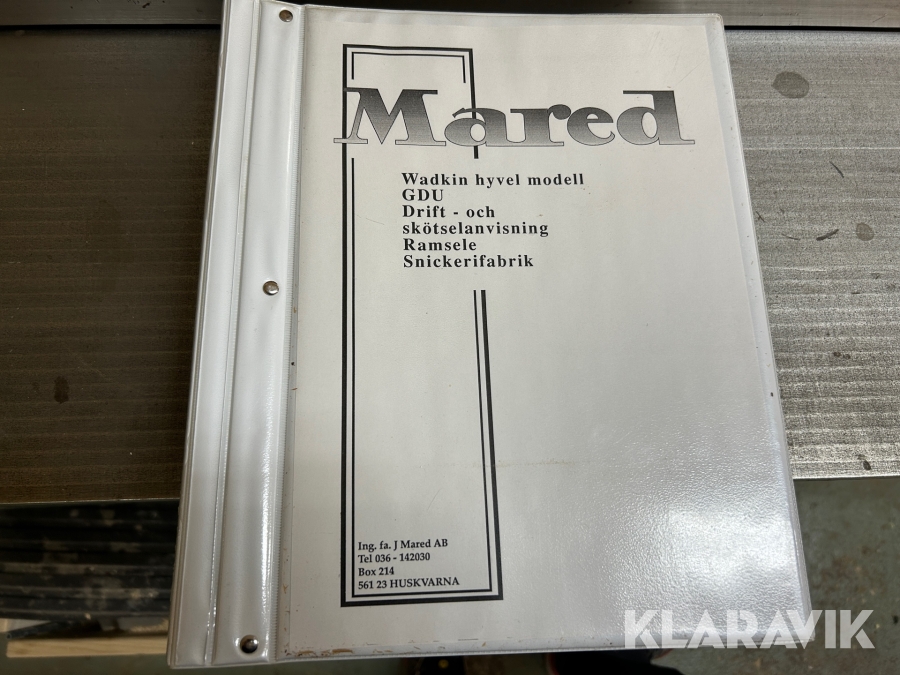 Mared
Wadkin hyvel modell
GDU
Drift - och
skötselanvisning
Ramsele
Snickerifabrik
Ing. fa. J Mared AB
Tel 036 - 142030
Box 214
561 23 HUSKVARNA
KLARAVIK